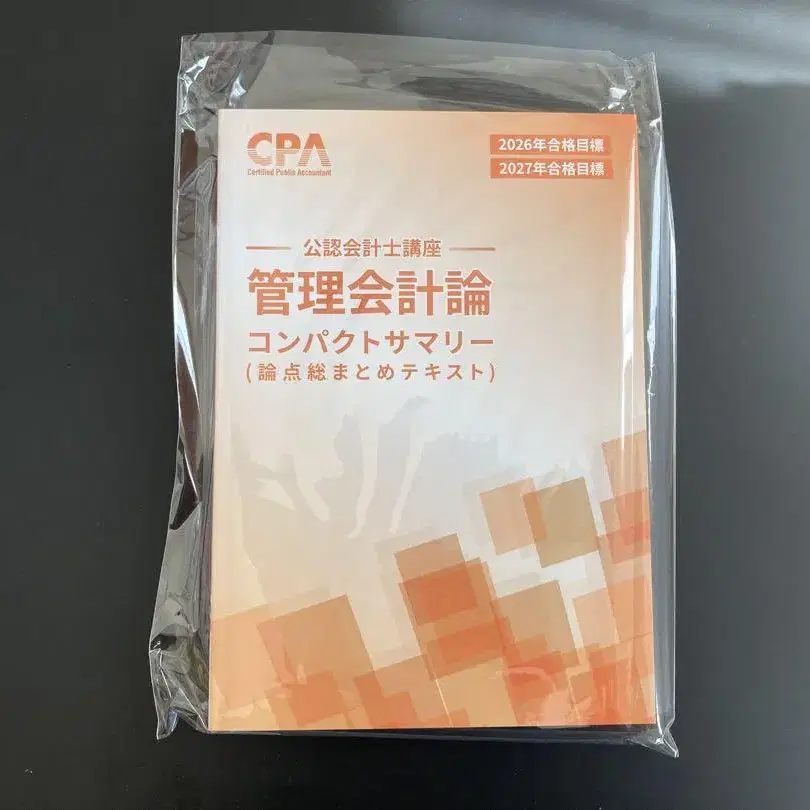 CPA
Certified Public Accountant
2026年合格目標
2027年合格目標
公認会計士講座
管理会計論
コンパクトサマリー
(論点総まとめテキスト)